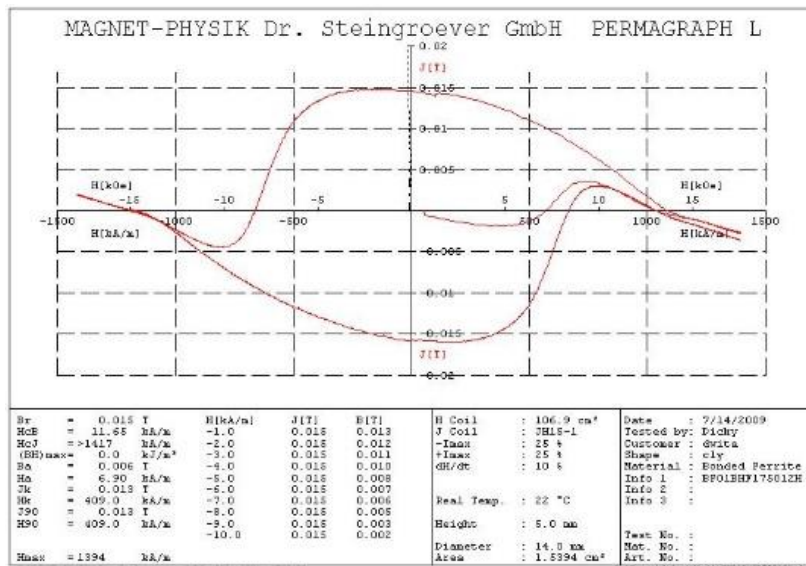 MAGNET-PHYSIK Dr. Steingroever GmbH PERMAGRAPH L
0.02
J[T]
0.015
0.01
0.005
H[kOe] H[kOe]
-15 -10 -5 5 10 15
-1500 -1000 -500 500 1000 1500
H[kA/m] H[kA/m]
0.005
0.01
0.015
J[T]
0.02
Br = 0.015 T
HcB = 11.65 kA/m
HcJ =>1417 kA/m
(BH)max= 0.0 kJ/m³
Ba = 0.006 T
Ha = 6.90 kA/m
Jk = 0.013 T
Hk = 409.0 kA/m
J90 = 0.013 T
H90 = 409.0 kA/m
Hmax =1394 kA/m
H[kA/m] J[T] B[T]
-1.0 0.015 0.013
-2.0 0.015 0.012
-3.0 0.015 0.011
-4.0 0.015 0.010
-5.0 0.015 0.008
-6.0 0.015 0.007
-7.0 0.015 0.006
-8.0 0.015 0.005
-9.0 0.015 0.003
-10.0 0.015 0.002
H Coil : 106.9 cm²
J Coil : JH15-1
-Imax : 25 %
+Imax : 25 %
dH/dt : 10 %
Real Temp. : 22 °C
Height : 5.0 mm
Diameter : 14.0 mm
Area : 1.5394 cm²
Date : 7/14/2009
Tested by: Dicky
Customer : dwita
Shape : cly
Material : Bonded Ferrite
Info 1 :
Info 2 :
Info 3 :
Test No. :
Mat. No. :
Art. No. :